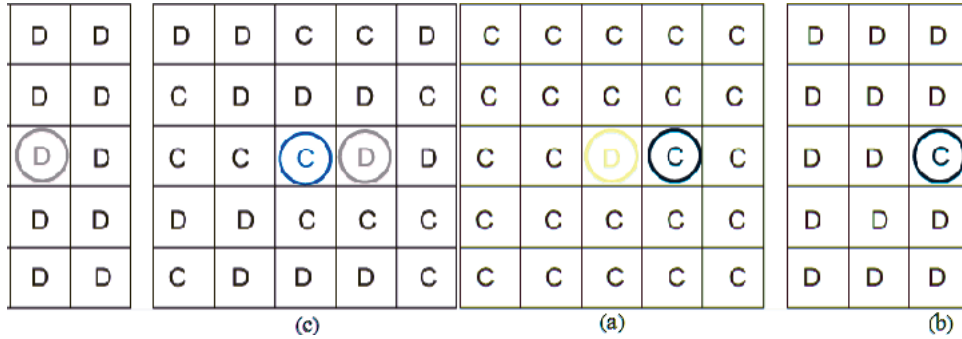 D D D D C C D C C C C C D D D
D D C D D D C C C C C C D D D
D D C C C D D C C D C C D D C
D D D D C C C C C C C C D D D
D D C D D D C C C C C C D D D
(c) (a) (b)